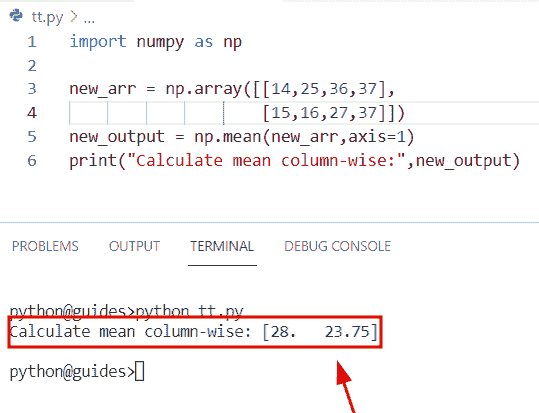 tt.py > ...
1 import numpy as np
2
3 new_arr = np.array([[14,25,36,37],
4 [15,16,27,37]])
5 new_output = np.mean(new_arr,axis=1)
6 print("Calculate mean column-wise:",new_output)
PROBLEMS OUTPUT TERMINAL DEBUG CONSOLE
python@guides>python tt.py
Calculate mean column-wise: [28.   23.75]
python@guides>